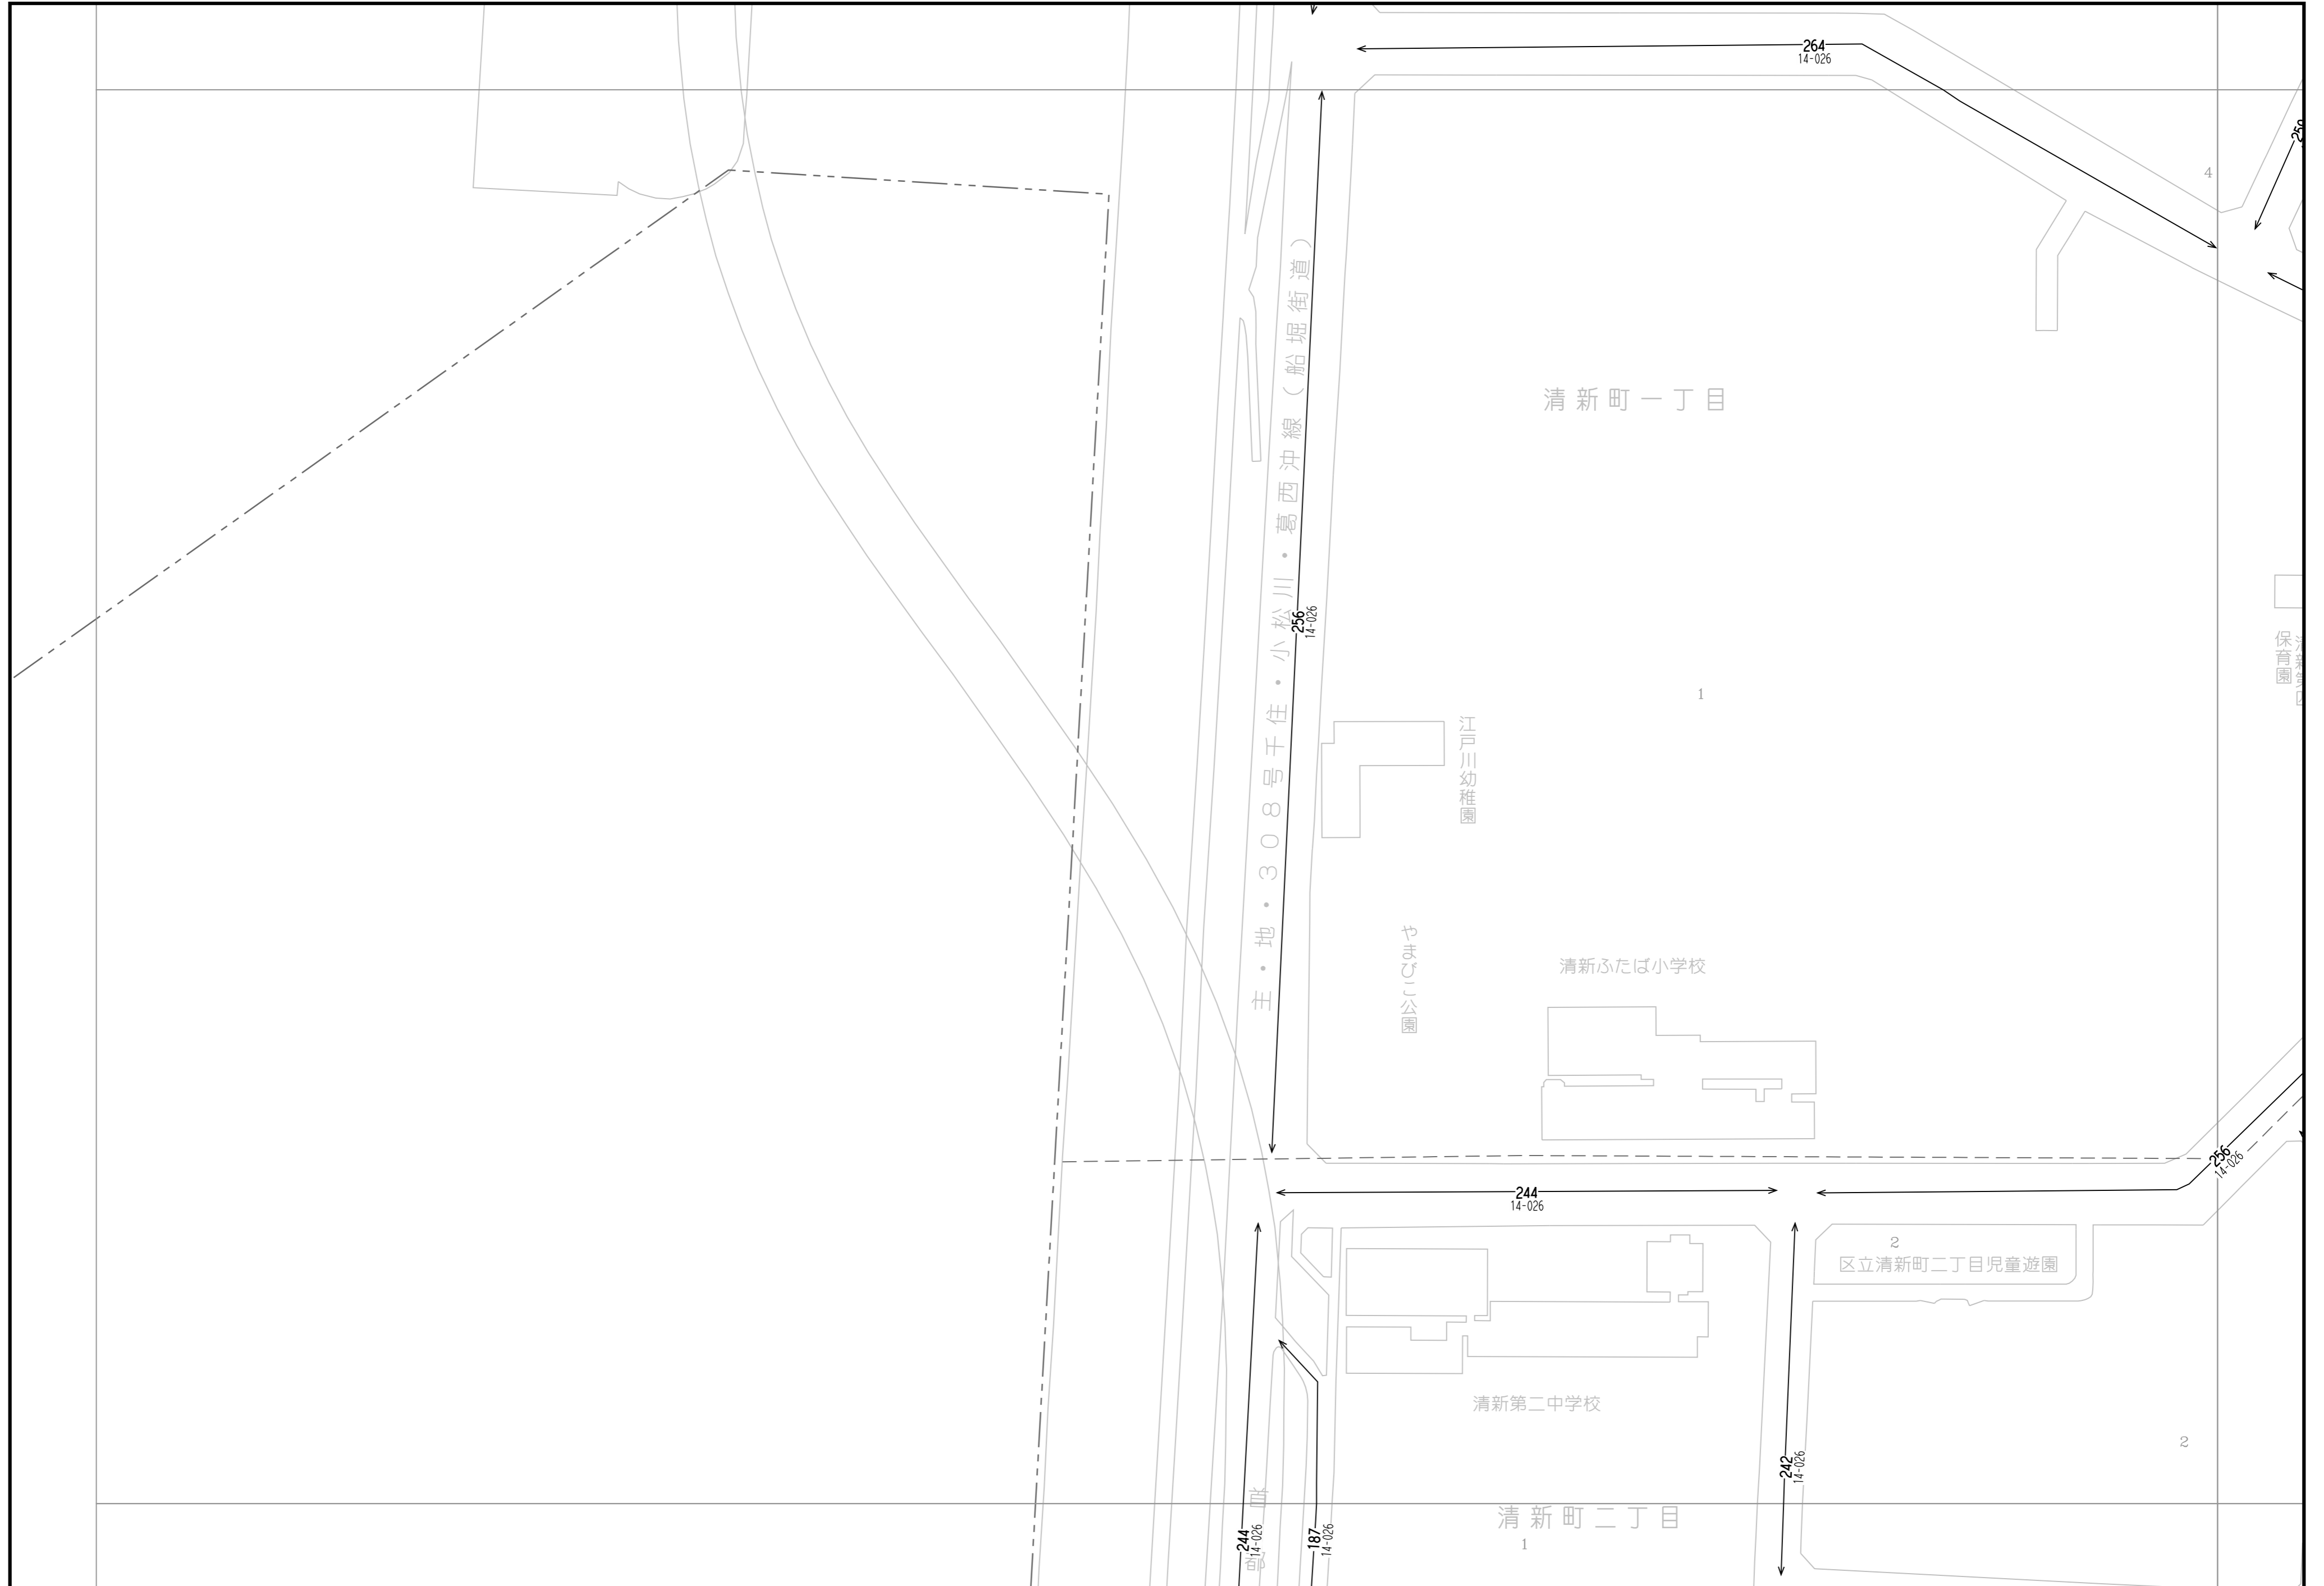 264
14-026
250
4
主・地・308号千住・小松川・葛西沖線（船堀街道）
清新町一丁目
256
14-026
保育園
1
江戸川幼稚園
やまびこ公園
清新ふたば小学校
256
14-026
244
14-026
2
区立清新町二丁目児童遊園
清新第二中学校
2
242
14-026
首都
清新町二丁目
1
244
14-026
187
14-026